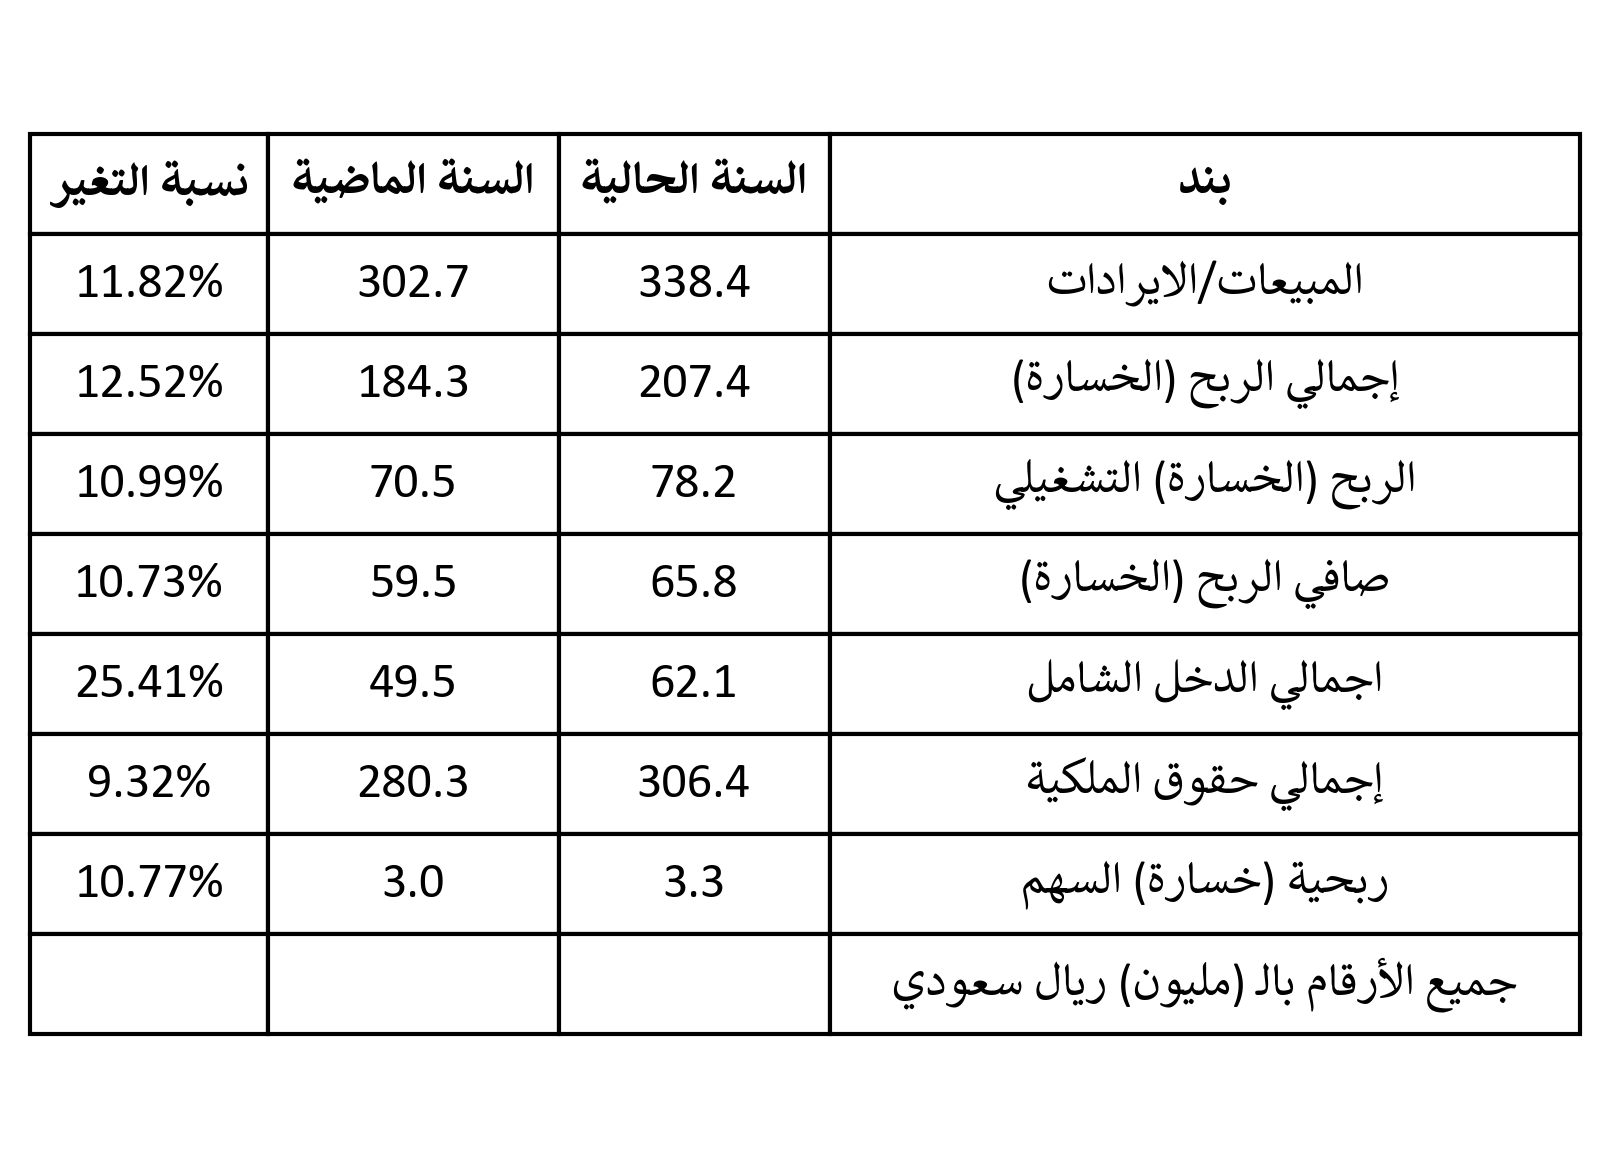 بند السنة الحالية السنة الماضية نسبة التغير
المبيعات/الايرادات 338.4 302.7 11.82%
إجمالي الربح (الخسارة) 207.4 184.3 12.52%
الربح (الخسارة) التشغيلي 78.2 70.5 10.99%
صافي الربح (الخسارة) 65.8 59.5 10.73%
اجمالي الدخل الشامل 62.1 49.5 25.41%
إجمالي حقوق الملكية 306.4 280.3 9.32%
ربحية (خسارة) السهم 3.3 3.0 10.77%
جميع الأرقام بالـ (مليون) ريال سعودي